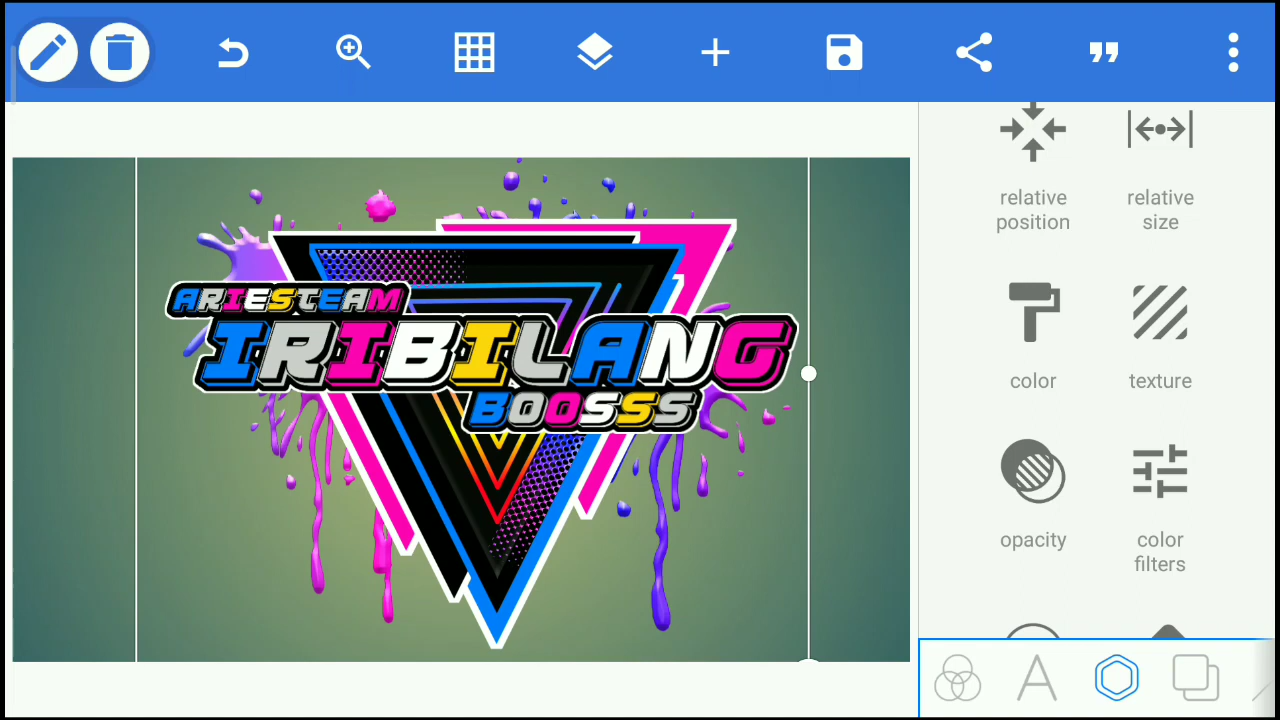 relative position
relative size
ARIESTEAM
IRIBILANG
BOOSSS
color
texture
opacity
color filters